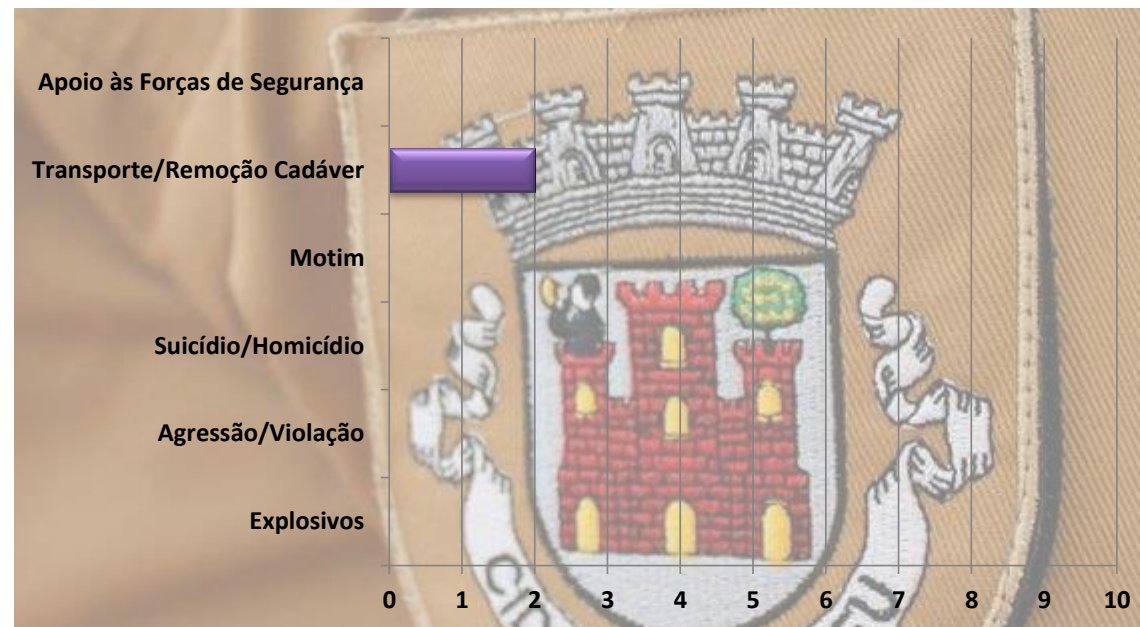 Apoio às Forças de Segurança
Transporte/Remoção Cadáver
Motim
Suicídio/Homicídio
Agressão/Violação
Explosivos
0 1 2 3 4 5 6 7 8 9 10